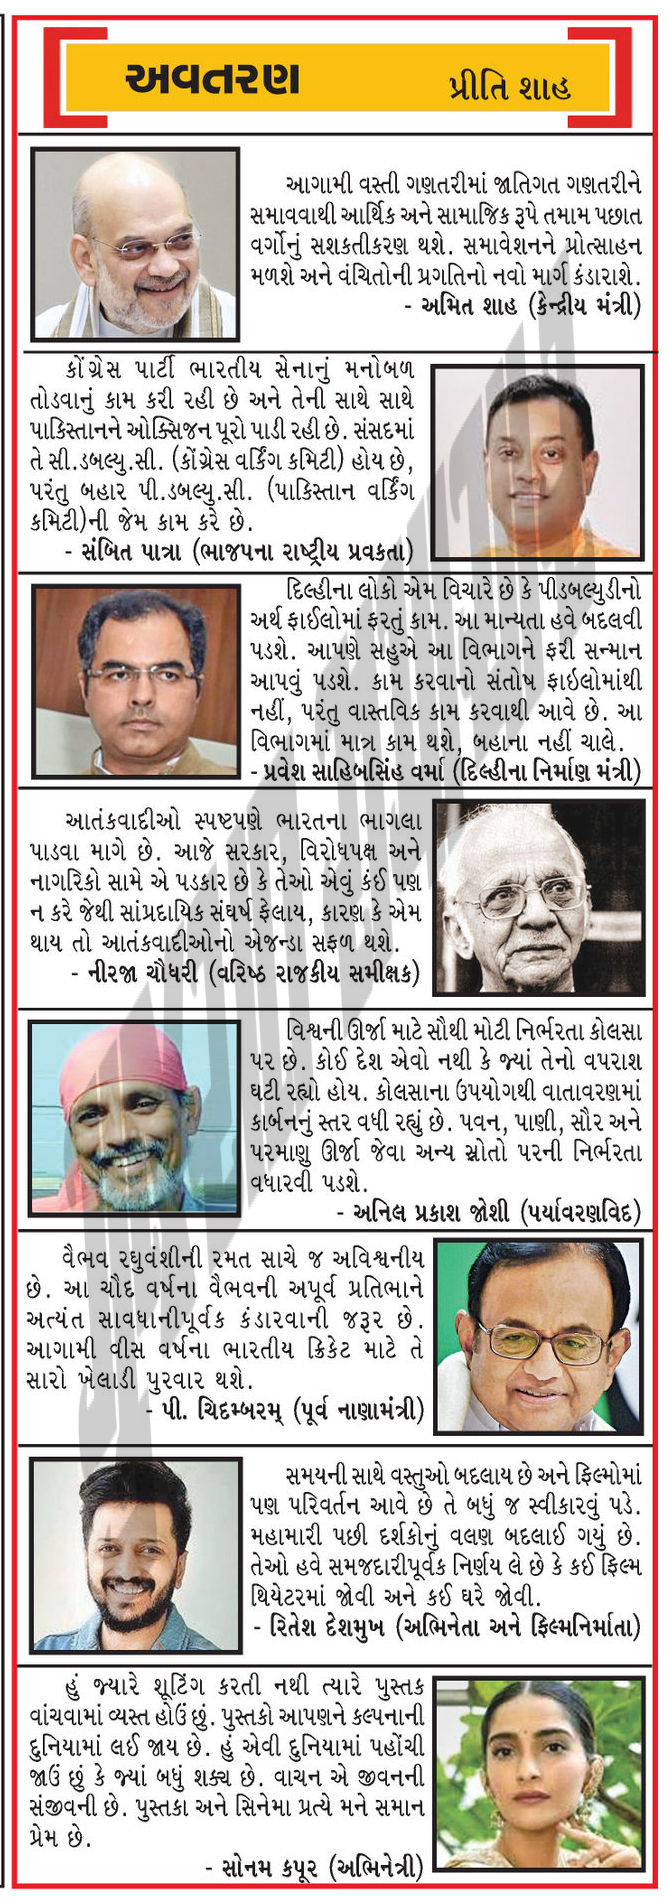 અવતરણ
પ્રીતિ શાહ
આગામી વસ્તી ગણતરીમાં જાતિગત ગણતરીને
સમાવવાથી આર્થિક અને સામાજિક રૂપે તમામ પછાત
વર્ગોનું સશકતીકરણ થશે. સમાવેશનને પ્રોત્સાહન
મળશે અને વંચિતોની પ્રગતિનો નવો માર્ગ કંડારાશે.
- અમિત શાહ (કેન્દ્રીય મંત્રી)
કોંગ્રેસ પાર્ટી ભારતીય સેનાનું મનોબળ
તોડવાનું કામ કરી રહી છે અને તેની સાથે સાથે
પાકિસ્તાનને ઓક્સિજન પૂરો પાડી રહી છે. સંસદમાં
તે સી.ડબલ્યુ.સી. (કોંગ્રેસ વર્કિંગ કમિટી) હોય છે,
પરંતુ બહાર પી.ડબલ્યુ.સી. (પાકિસ્તાન વર્કિંગ
કમિટી)ની જેમ કામ કરે છે.
- સંબિત પાત્રા (ભાજપના રાષ્ટ્રીય પ્રવકતા)
દિલ્હીના લોકો એમ વિચારે છે કે પીડબલ્યુડીનો
અર્થ ફાઈલોમાં ફરતું કામ. આ માન્યતા હવે બદલવી
પડશે. આપણે સહુએ આ વિભાગને ફરી સન્માન
આપવું પડશે. કામ કરવાનો સંતોષ ફાઇલોમાંથી
નહીં, પરંતુ વાસ્તવિક કામ કરવાથી આવે છે. આ
વિભાગમાં માત્ર કામ થશે, બહાના નહીં ચાલે.
- પ્રવેશ સાહિબસિંહ વર્મા (દિલ્હીના નિર્માણ મંત્રી)
આતંકવાદીઓ સ્પષ્ટપણે ભારતના ભાગલા
પાડવા માગે છે. આજે સરકાર, વિરોધપક્ષ અને
નાગરિકો સામે એ પડકાર છે કે તેઓ એવું કંઈ પણ
ન કરે જેથી સાંપ્રદાયિક સંઘર્ષ ફેલાય, કારણ કે એમ
થાય તો આતંકવાદીઓનો એજન્ડા સફળ થશે.
- નીરજા ચૌધરી (વરિષ્ઠ રાજકીય સમીક્ષક)
વિશ્વની ઊર્જા માટે સૌથી મોટી નિર્ભરતા કોલસા
પર છે. કોઈ દેશ એવો નથી કે જ્યાં તેનો વપરાશ
ઘટી રહ્યો હોય. કોલસાના ઉપયોગથી વાતાવરણમાં
કાર્બનનું સ્તર વધી રહ્યું છે. પવન, પાણી, સૌર અને
પરમાણુ ઊર્જા જેવા અન્ય સ્રોતો પરની નિર્ભરતા
વધારવી પડશે.
- અનિલ પ્રકાશ જોશી (પર્યાવરણવિદ)
વૈભવ રઘુવંશીની રમત સાચે જ અવિશ્વનીય
છે. આ ચૌદ વર્ષના વૈભવની અપૂર્વ પ્રતિભાને
અત્યંત સાવધાનીપૂર્વક કંડારવાની જરૂર છે.
આગામી વીસ વર્ષના ભારતીય ક્રિકેટ માટે તે
સારો ખેલાડી પુરવાર થશે.
- પી. ચિદમ્બરમ્ (પૂર્વ નાણામંત્રી)
સમયની સાથે વસ્તુઓ બદલાય છે અને ફિલ્મોમાં
પણ પરિવર્તન આવે છે તે બધું જ સ્વીકારવું પડે.
મહામારી પછી દર્શકોનું વલણ બદલાઈ ગયું છે.
તેઓ હવે સમજદારીપૂર્વક નિર્ણય લે છે કે કઈ ફિલ્મ
થિયેટરમાં જોવી અને કઈ ઘરે જોવી.
- રિતેશ દેશમુખ (અભિનેતા અને ફિલ્મનિર્માતા)
હું જ્યારે શૂટિંગ કરતી નથી ત્યારે પુસ્તક
વાંચવામાં વ્યસ્ત હોઉં છું. પુસ્તકો આપણને કલ્પનાની
દુનિયામાં લઈ જાય છે. હું એવી દુનિયામાં પહોંચી
જાઉં છું કે જ્યાં બધું શક્ય છે. વાચન એ જીવનની
સંજીવની છે. પુસ્તકા અને સિનેમા પ્રત્યે મને સમાન
પ્રેમ છે.
- સોનમ કપૂર (અભિનેત્રી)